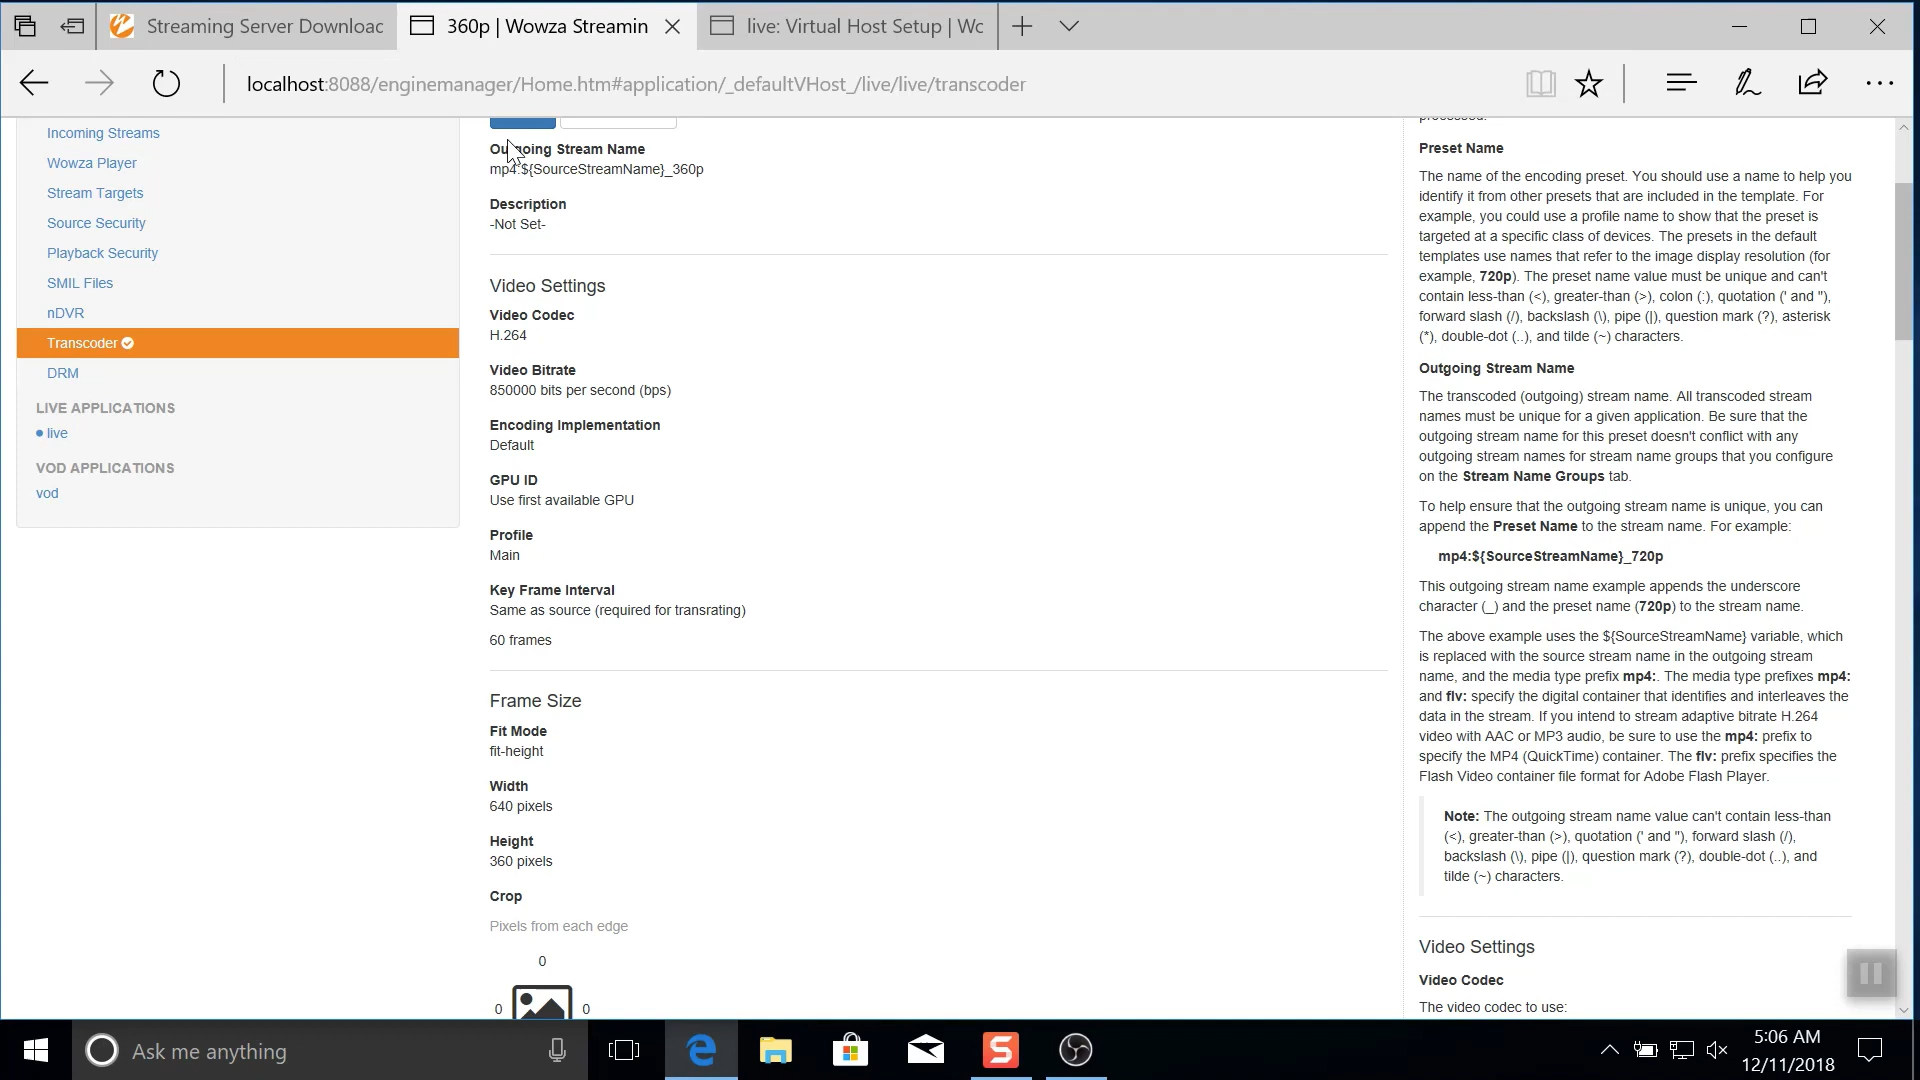 Streaming Server Downloac
360p | Wowza Streamin
live: Virtual Host Setup | Wc
localhost:8088/enginemanager/Home.htm#application/_defaultVHost_/live/live/transcoder
Incoming Streams
Wowza Player
Stream Targets
Source Security
Playback Security
SMIL Files
nDVR
Transcoder
DRM
LIVE APPLICATIONS
live
VOD APPLICATIONS
vod
Outgoing Stream Name
mp4:${SourceStreamName}_360p
Description
-Not Set-
Video Settings
Video Codec
H.264
Video Bitrate
850000 bits per second (bps)
Encoding Implementation
Default
GPU ID
Use first available GPU
Profile
Main
Key Frame Interval
Same as source (required for transrating)
60 frames
Frame Size
Fit Mode
fit-height
Width
640 pixels
Height
360 pixels
Crop
Pixels from each edge
0
0 0
processed.
Preset Name
The name of the encoding preset. You should use a name to help you
identify it from other presets that are included in the template. For
example, you could use a profile name to show that the preset is
targeted at a specific class of devices. The presets in the default
templates use names that refer to the image display resolution (for
example, 720p). The preset name value must be unique and can't
contain less-than (<), greater-than (>), colon (:), quotation (' and "),
forward slash (/), backslash (\), pipe (|), question mark (?), asterisk
(*), double-dot (..), and tilde (~) characters.
Outgoing Stream Name
The transcoded (outgoing) stream name. All transcoded stream
names must be unique for a given application. Be sure that the
outgoing stream name for this preset doesn't conflict with any
outgoing stream names for stream name groups that you configure
on the Stream Name Groups tab.
To help ensure that the outgoing stream name is unique, you can
append the Preset Name to the stream name. For example:
mp4:${SourceStreamName}_720p
This outgoing stream name example appends the underscore
character (_) and the preset name (720p) to the stream name.
The above example uses the ${SourceStreamName} variable, which
is replaced with the source stream name in the outgoing stream
name, and the media type prefix mp4:. The media type prefixes mp4:
and flv: specify the digital container that identifies and interleaves the
data in the stream. If you intend to stream adaptive bitrate H.264
video with AAC or MP3 audio, be sure to use the mp4: prefix to
specify the MP4 (QuickTime) container. The flv: prefix specifies the
Flash Video container file format for Adobe Flash Player.
Note: The outgoing stream name value can't contain less-than
(<), greater-than (>), quotation (' and "), forward slash (/),
backslash (\), pipe (|), question mark (?), double-dot (..), and
tilde (~) characters.
Video Settings
Video Codec
The video codec to use:
Ask me anything
5:06 AM
12/11/2018